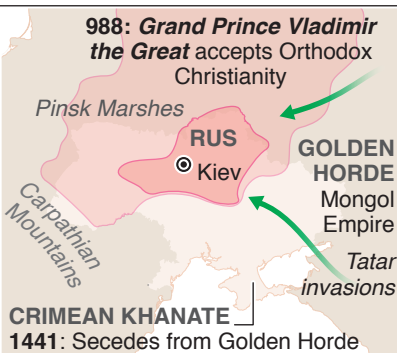 988: Grand Prince Vladimir
the Great accepts Orthodox
Christianity
Pinsk Marshes
RUS
Kiev
GOLDEN
HORDE
Mongol
Empire
Carpathian
Mountains
Tatar
invasions
CRIMEAN KHANATE
1441: Secedes from Golden Horde